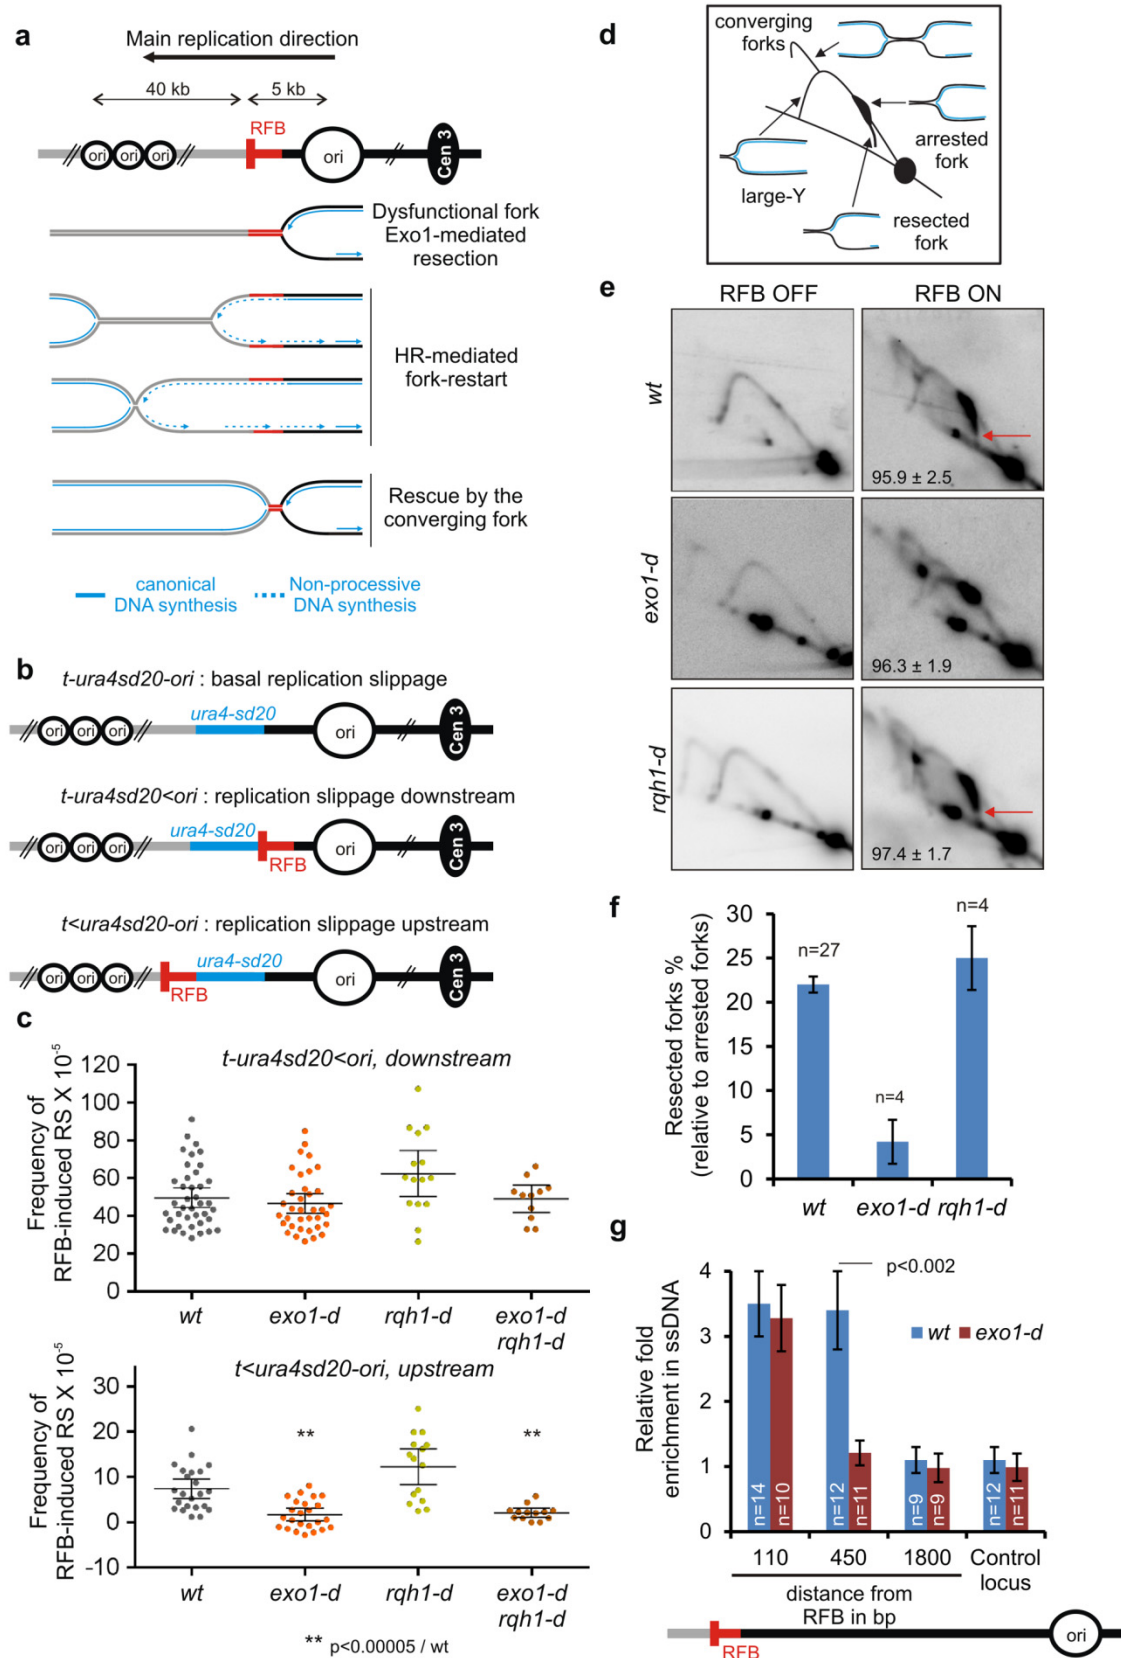 a
Main replication direction
40 kb
5 kb
RFB
ori
ori
ori
ori
Cen 3
Dysfunctional fork
Exo1-mediated
resection
HR-mediated
fork-restart
Rescue by the
converging fork
canonical
DNA synthesis
Non-processive
DNA synthesis
b
t-ura4sd20-ori : basal replication slippage
ura4-sd20
ori
ori
ori
ori
Cen 3
t-ura4sd20<ori : replication slippage downstream
ura4-sd20
ori
ori
ori
RFB
ori
Cen 3
t<ura4sd20-ori : replication slippage upstream
ura4-sd20
ori
ori
ori
RFB
ori
Cen 3
c
t-ura4sd20<ori, downstream
Frequency of
RFB-induced RS X 10-5
120
100
80
60
40
20
0
wt
exo1-d
rqh1-d
exo1-d
rqh1-d
t<ura4sd20-ori, upstream
Frequency of
RFB-induced RS X 10-5
30
20
10
0
-10
**
**
wt
exo1-d
rqh1-d
exo1-d
rqh1-d
** p<0.00005 / wt
d
converging
forks
arrested
fork
large-Y
resected
fork
e
RFB OFF
RFB ON
wt
95.9 ± 2.5
exo1-d
96.3 ± 1.9
rqh1-d
97.4 ± 1.7
f
Resected forks %
(relative to arrested forks)
30
25
20
15
10
5
0
n=27
n=4
n=4
wt
exo1-d
rqh1-d
g
Relative fold
enrichment in ssDNA
4
3
2
1
0
p<0.002
wt
exo1-d
n=14
n=10
n=12
n=11
n=9
n=9
n=12
n=11
110
450
1800
Control
locus
distance from
RFB in bp
RFB
ori